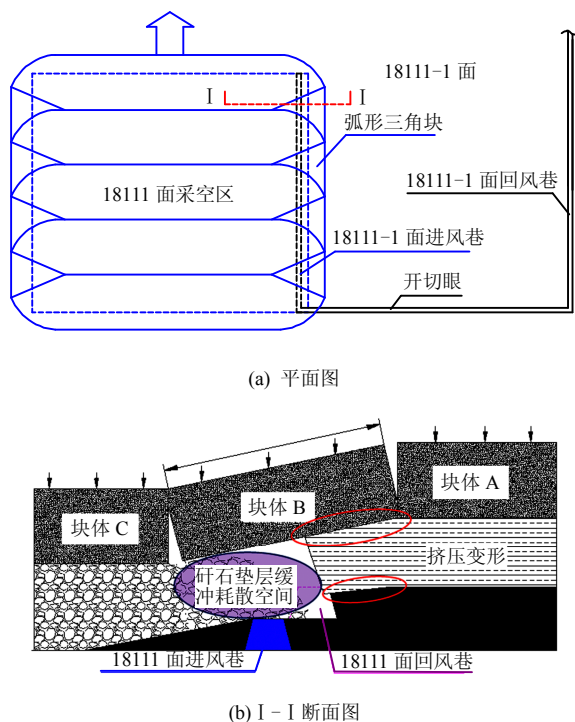 18111-1 面
I
I
弧形三角块
18111 面采空区
18111-1 面回风巷
18111-1 面进风巷
开切眼
(a) 平面图
块体 A
块体 B
块体 C
矸石垫层缓
冲耗散空间
挤压变形
18111 面进风巷
18111 面回风巷
(b) I-I 断面图